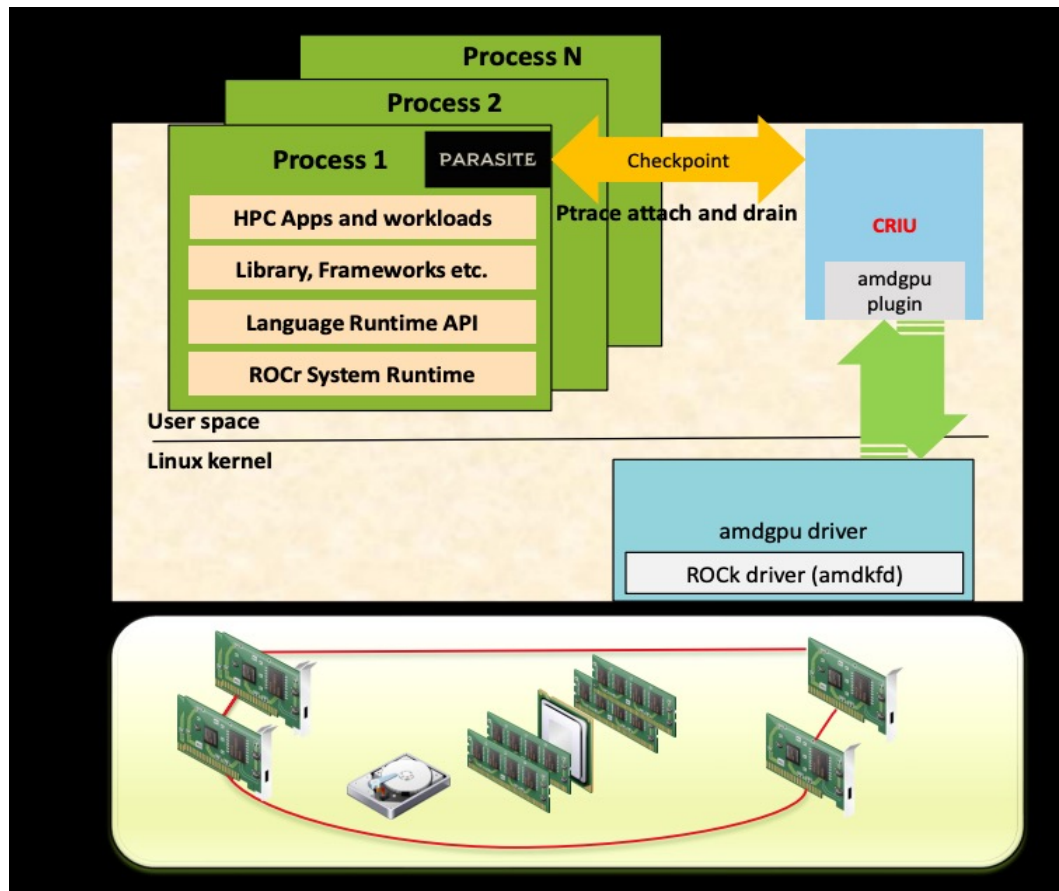 Process N
Process 2
Process 1
PARASITE
Checkpoint
Ptrace attach and drain
HPC Apps and workloads
Library, Frameworks etc.
Language Runtime API
ROCr System Runtime
CRIU
amdgpu
plugin
User space
Linux kernel
amdgpu driver
ROCk driver (amdkfd)